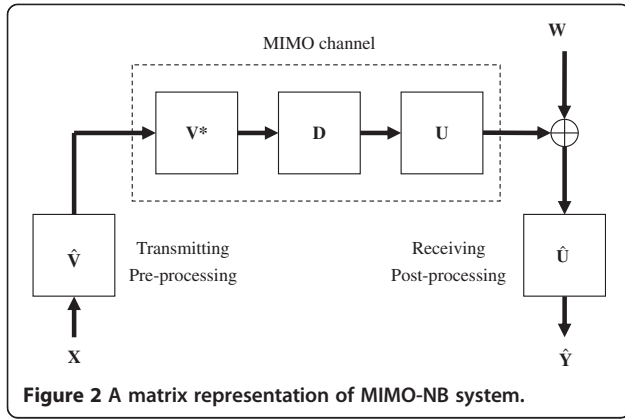 MIMO channel
W
V*
D
U
V̂
Transmitting
Pre-processing
Receiving
Post-processing
Û
X
Ŷ
Figure 2 A matrix representation of MIMO-NB system.